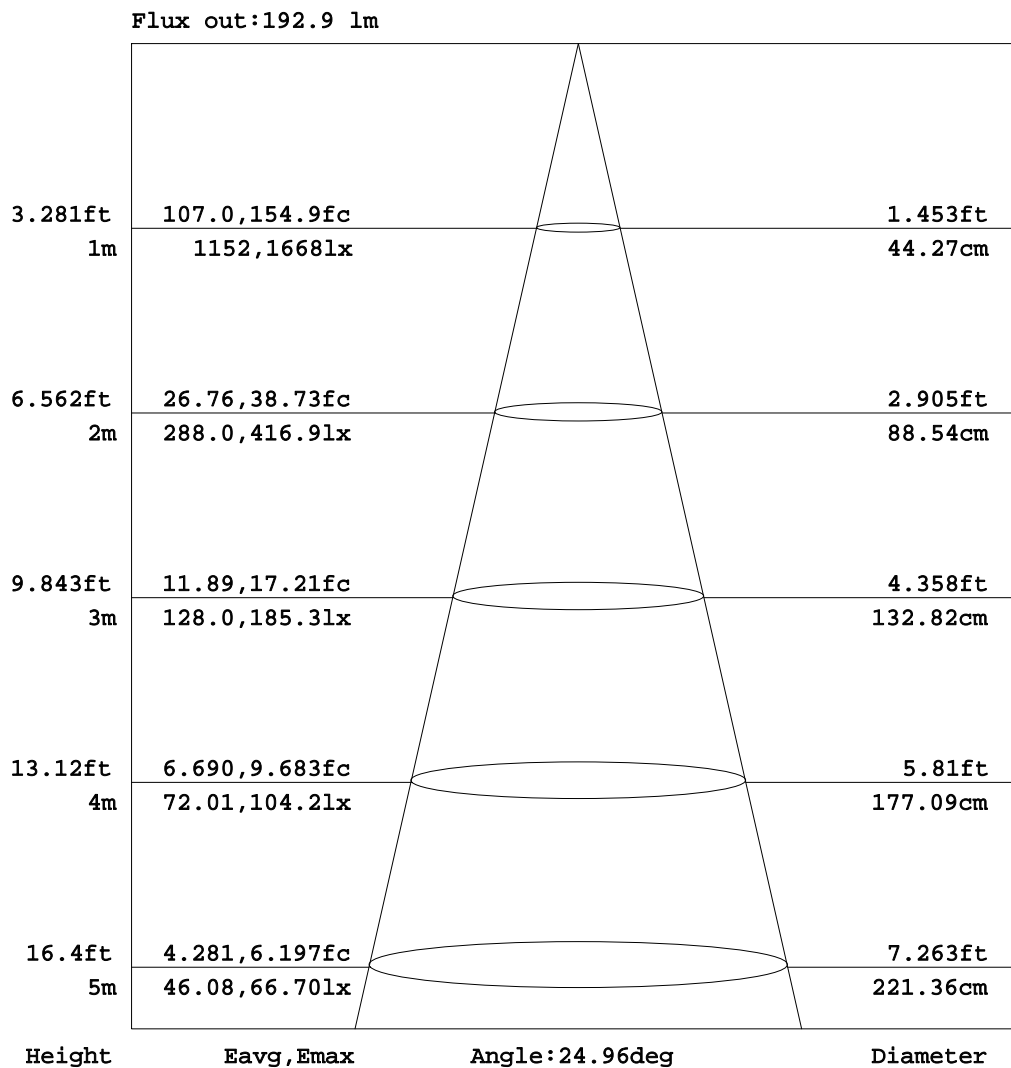 Flux out:192.9 lm
3.281ft 107.0,154.9fc 1.453ft
1m 1152,1668lx 44.27cm
6.562ft 26.76,38.73fc 2.905ft
2m 288.0,416.9lx 88.54cm
9.843ft 11.89,17.21fc 4.358ft
3m 128.0,185.3lx 132.82cm
13.12ft 6.690,9.683fc 5.81ft
4m 72.01,104.2lx 177.09cm
16.4ft 4.281,6.197fc 7.263ft
5m 46.08,66.70lx 221.36cm
Height Eavg,Emax Angle:24.96deg Diameter